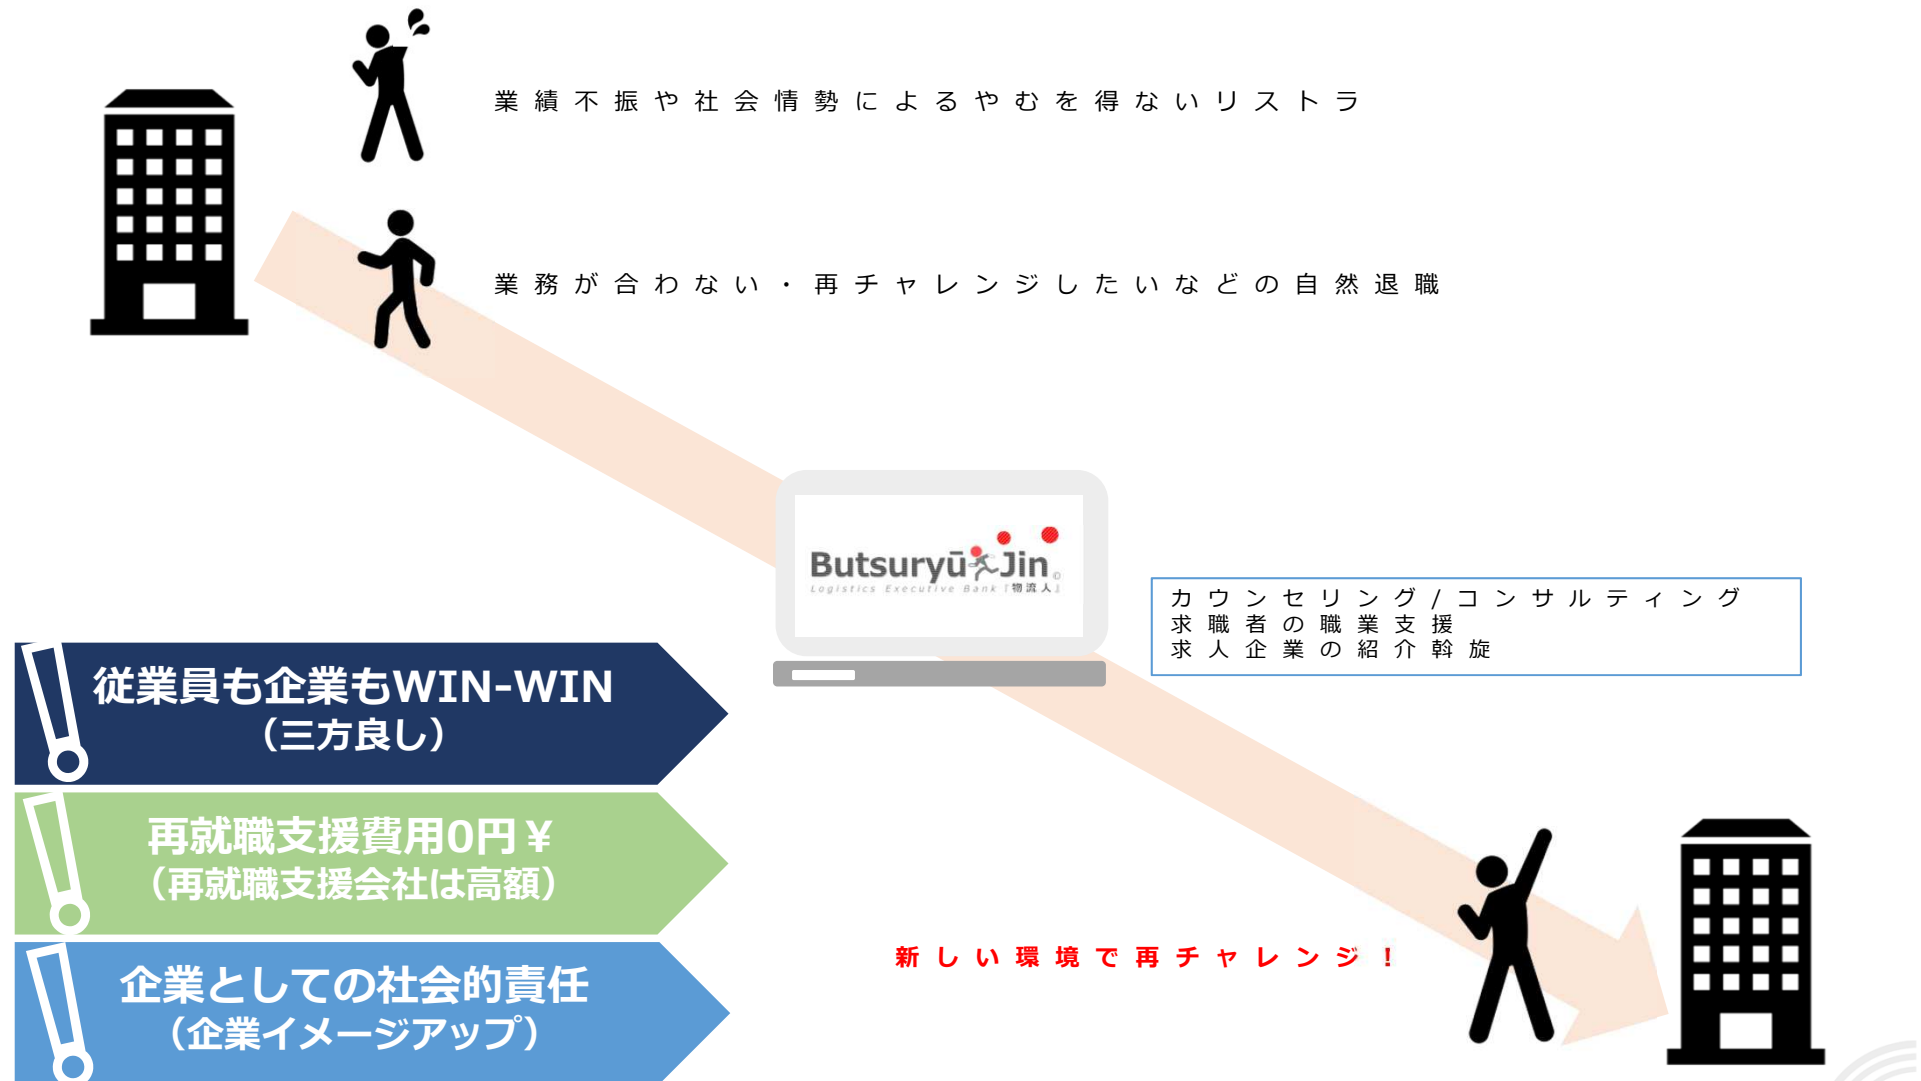 業績不振や社会情勢によるやむを得ないリストラ
業務が合わない・再チャレンジしたいなどの自然退職
Butsuryū Jin ©
Logistics Executive Bank「物流人」
カウンセリング/コンサルティング
求職者の職業支援
求人企業の紹介斡旋
従業員も企業もWIN-WIN
（三方良し）
再就職支援費用0円￥
（再就職支援会社は高額）
企業としての社会的責任
（企業イメージアップ）
新しい環境で再チャレンジ！